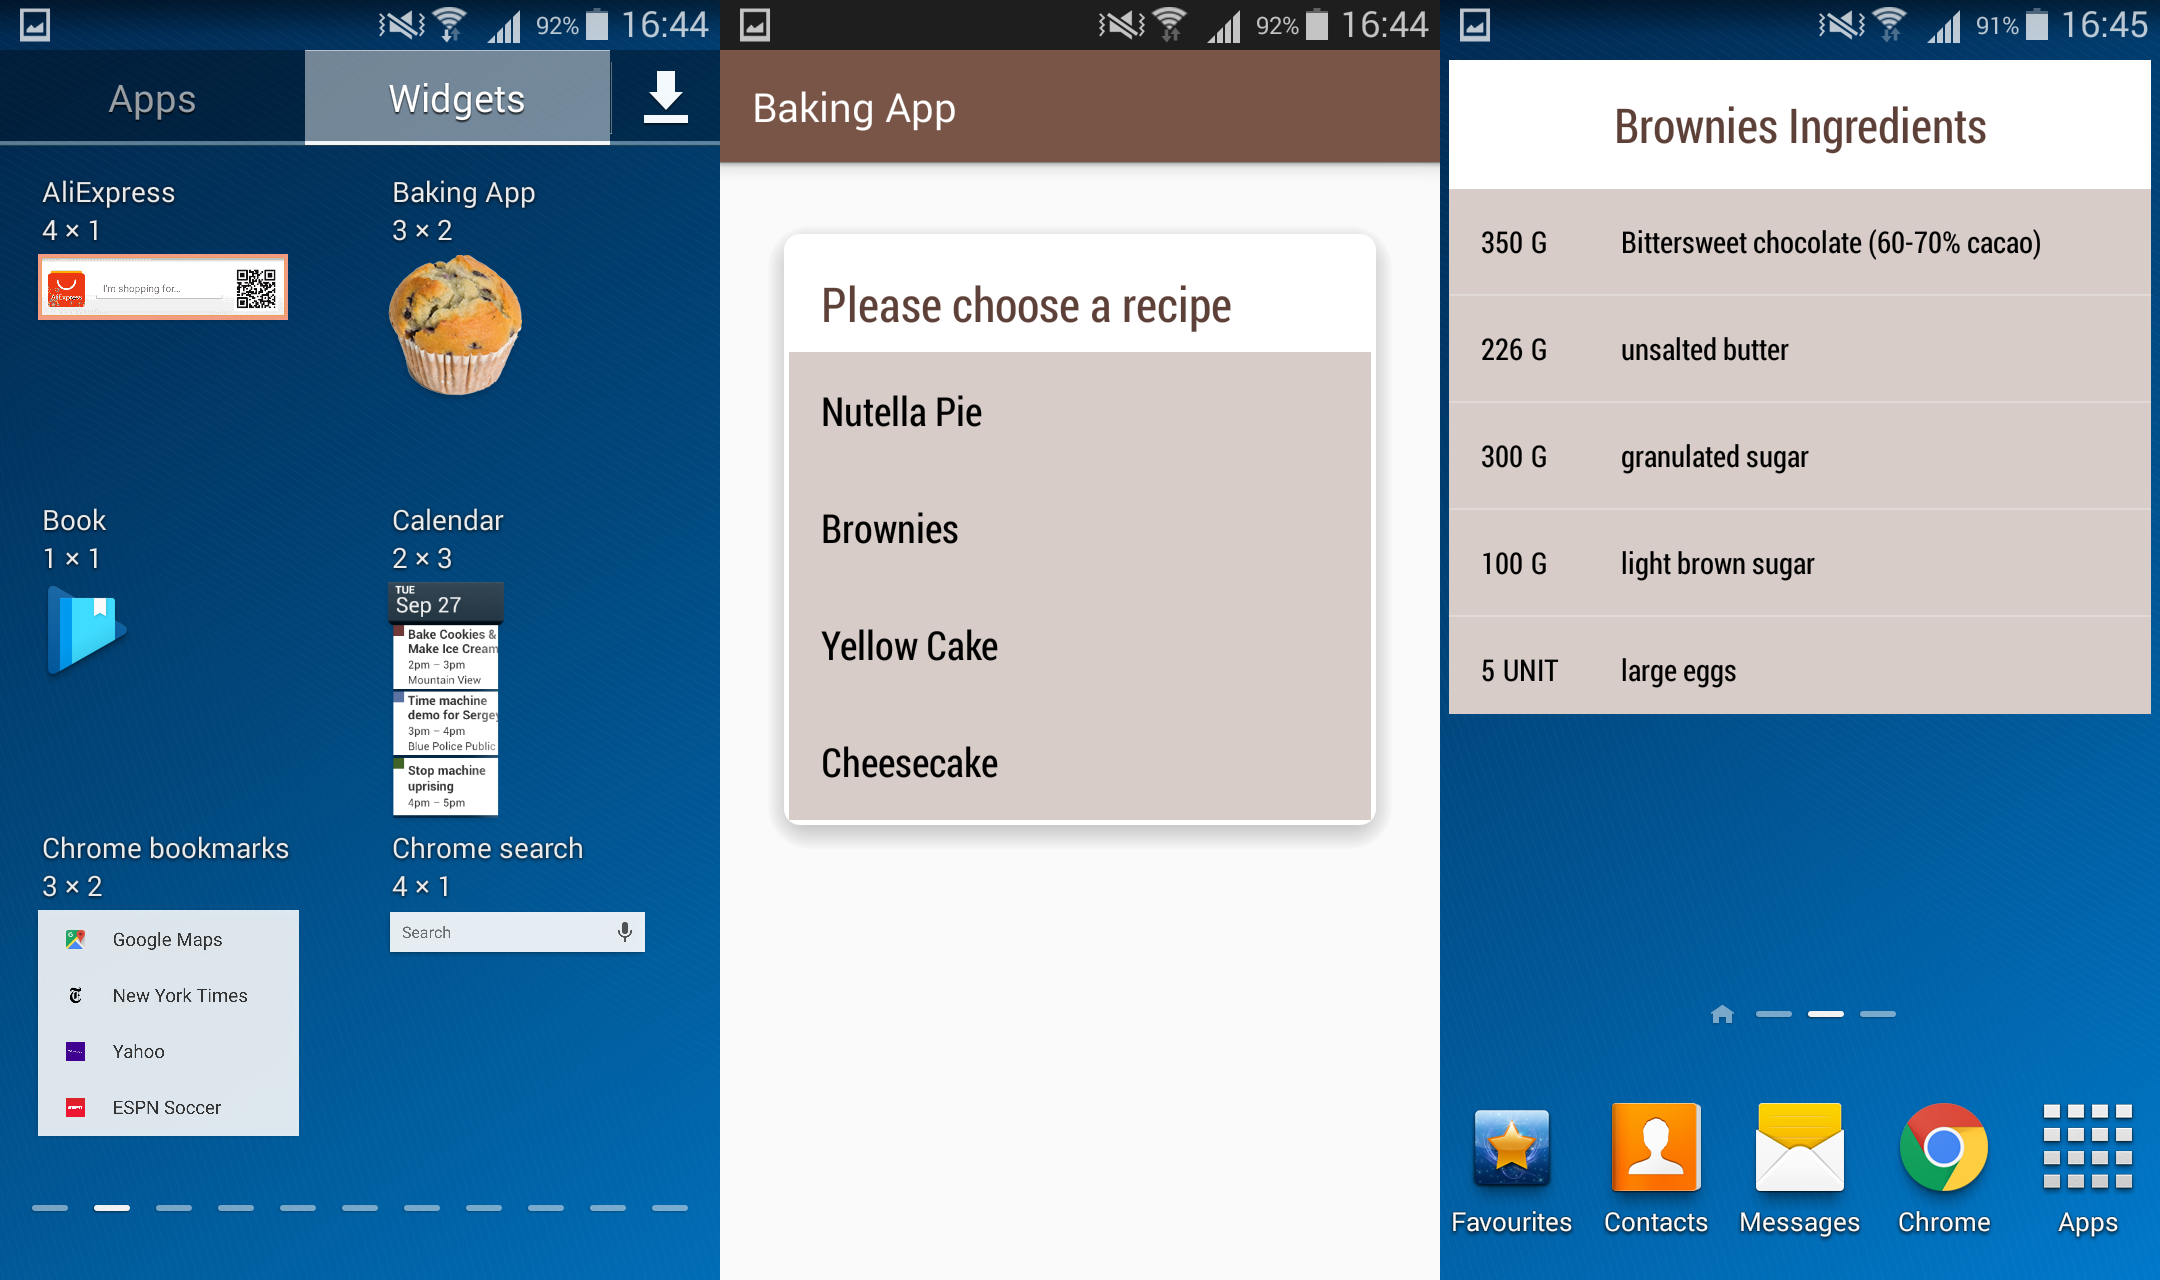 92% 16:44
Apps
Widgets
AliExpress
4 × 1
AliExpress
I'm shopping for...
Baking App
3 × 2
Book
1 × 1
Calendar
2 × 3
TUE
Sep 27
Bake Cookies &
Make Ice Cream
2pm – 3pm
Mountain View
Time machine
demo for Sergey
3pm – 4pm
Blue Police Public
Stop machine
uprising
4pm – 5pm
Chrome bookmarks
3 × 2
Google Maps
New York Times
Yahoo
ESPN Soccer
Chrome search
4 × 1
Search
92% 16:44
Baking App
Please choose a recipe
Nutella Pie
Brownies
Yellow Cake
Cheesecake
91% 16:45
Brownies Ingredients
350 G Bittersweet chocolate (60-70% cacao)
226 G unsalted butter
300 G granulated sugar
100 G light brown sugar
5 UNIT large eggs
Favourites
Contacts
Messages
Chrome
Apps